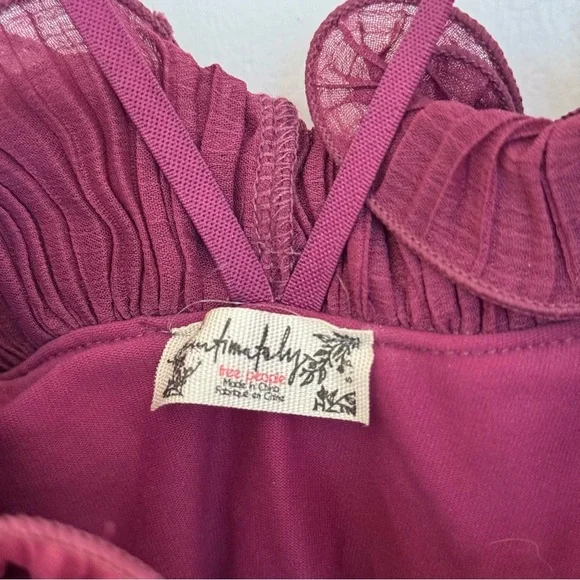 intimately
free people
Made in China
Fabriqué en Chine